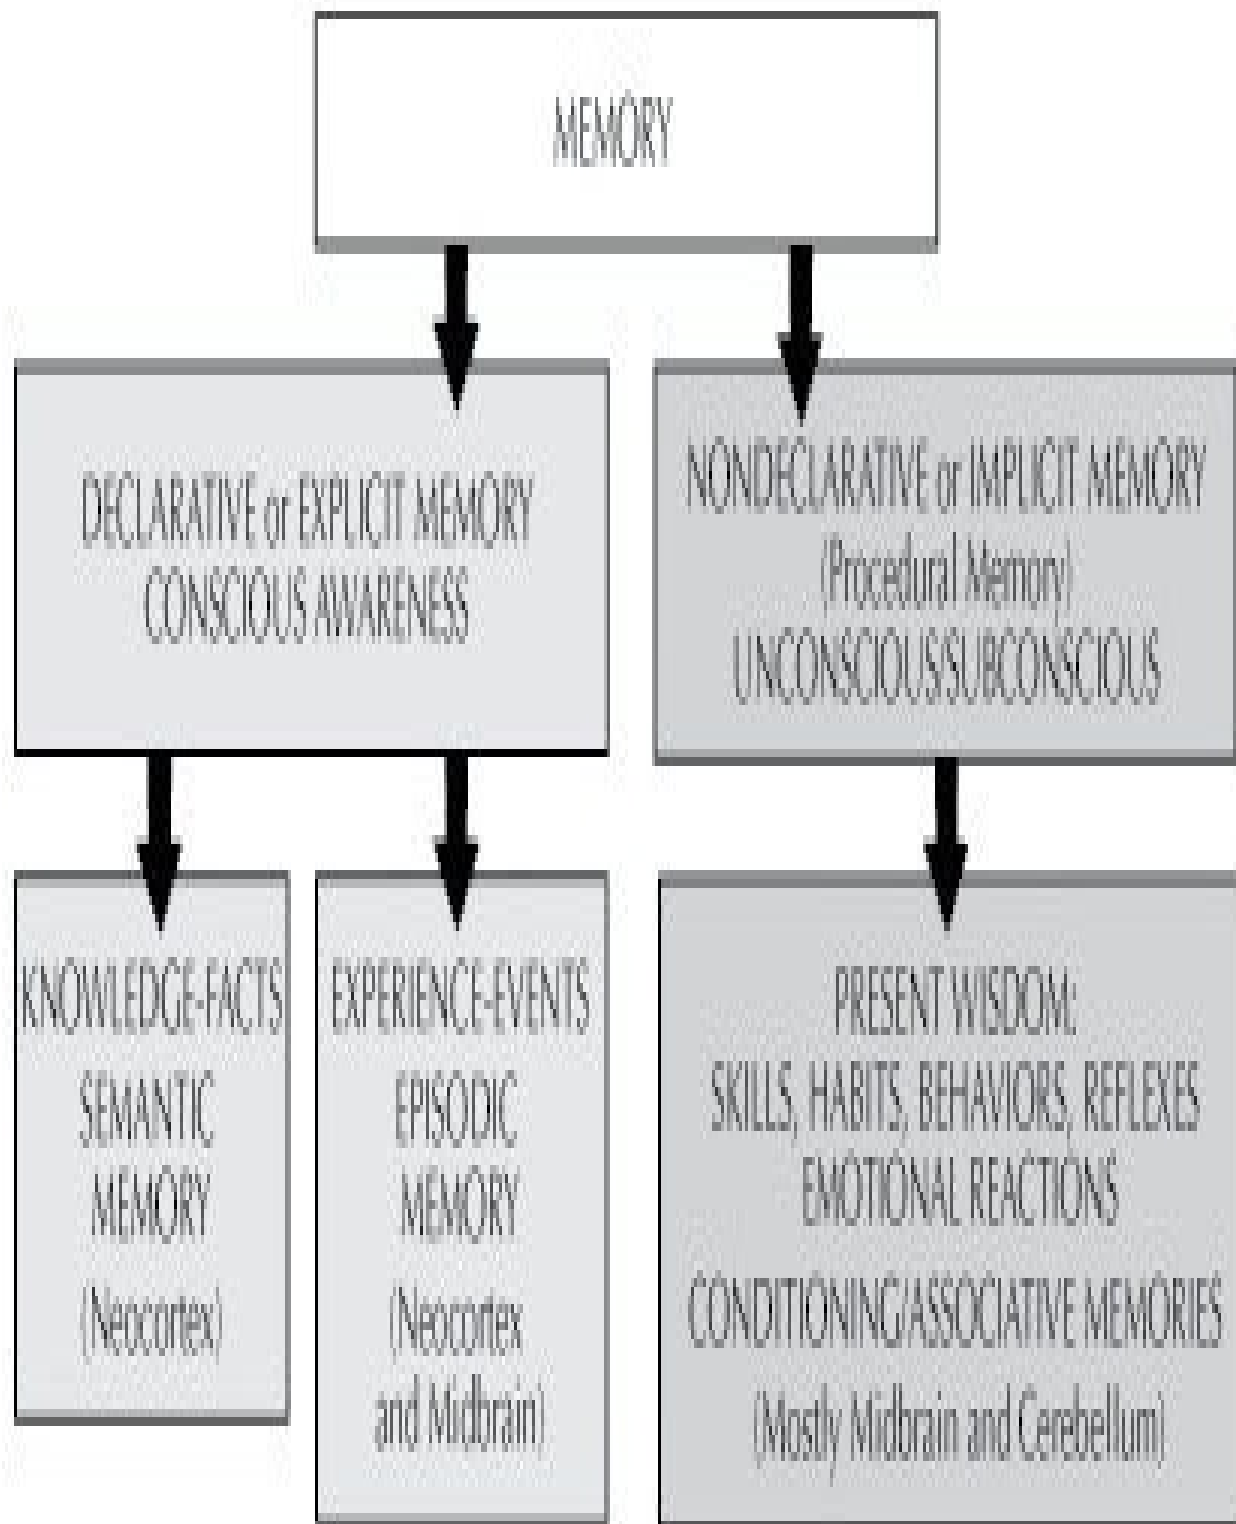 MEMORY
DECLARATIVE or EXPLICIT MEMORY
CONSCIOUS AWARENESS
NONDECLARATIVE or IMPLICIT MEMORY
(Procedural Memory)
UNCONSCIOUS/SUBCONSCIOUS
KNOWLEDGE-FACTS
SEMANTIC
MEMORY
(Neocortex)
EXPERIENCE-EVENTS
EPISODIC
MEMORY
(Neocortex
and Midbrain)
PRESENT WISDOM:
SKILLS, HABITS, BEHAVIORS, REFLEXES
EMOTIONAL REACTIONS
CONDITIONING/ASSOCIATIVE MEMORIES
(Mostly Midbrain and Cerebellum)